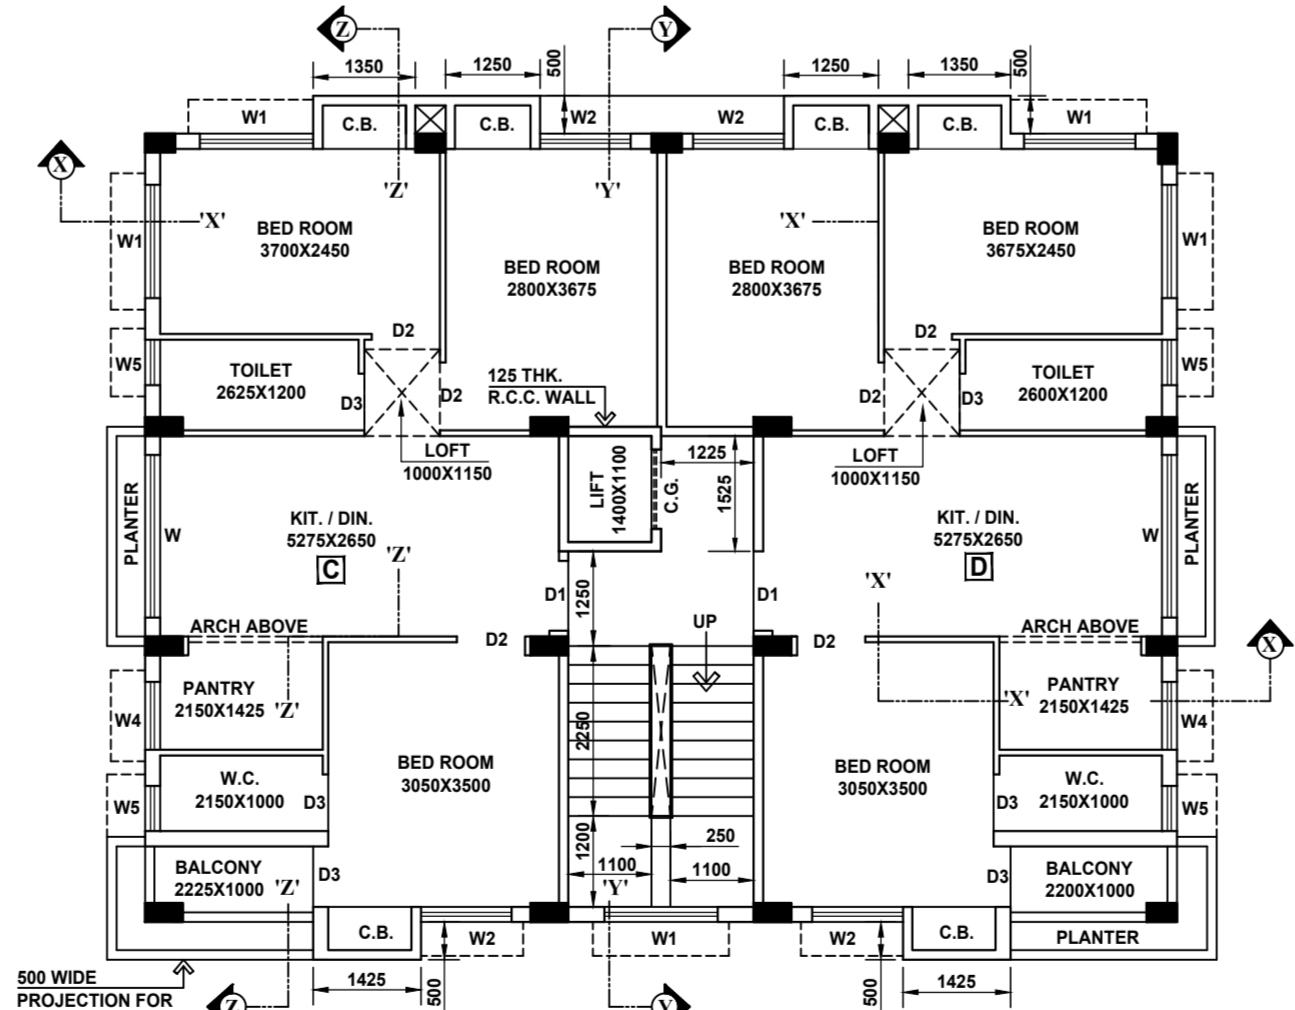 Z
Y
1350
1250
500
1250
1350
500
W1
C.B.
C.B.
W2
W2
C.B.
C.B.
W1
X
'X'
'Z'
'Y'
'X'
W1
BED ROOM
3700X2450
BED ROOM
2800X3675
BED ROOM
2800X3675
BED ROOM
3675X2450
W1
D2
D2
W5
TOILET
2625X1200
D3
D2
125 THK.
R.C.C. WALL
D2
D3
TOILET
2600X1200
W5
LOFT
1000X1150
LIFT
1400X1100
C.G.
1225
1525
LOFT
1000X1150
PLANTER
W
KIT. / DIN.
5275X2650
C
'Z'
KIT. / DIN.
5275X2650
D
'X'
W
PLANTER
D1
1250
D1
ARCH ABOVE
D2
UP
D2
ARCH ABOVE
X
PANTRY
2150X1425
'Z'
W4
2250
'X'
PANTRY
2150X1425
W4
BED ROOM
3050X3500
BED ROOM
3050X3500
W5
W.C.
2150X1000
D3
D3
W.C.
2150X1000
W5
1200
250
1100
1100
BALCONY
2225X1000
'Z'
D3
'Y'
D3
BALCONY
2200X1000
C.B.
W2
W1
W2
C.B.
PLANTER
500 WIDE
PROJECTION FOR
1425
500
500
1425
Z
Y